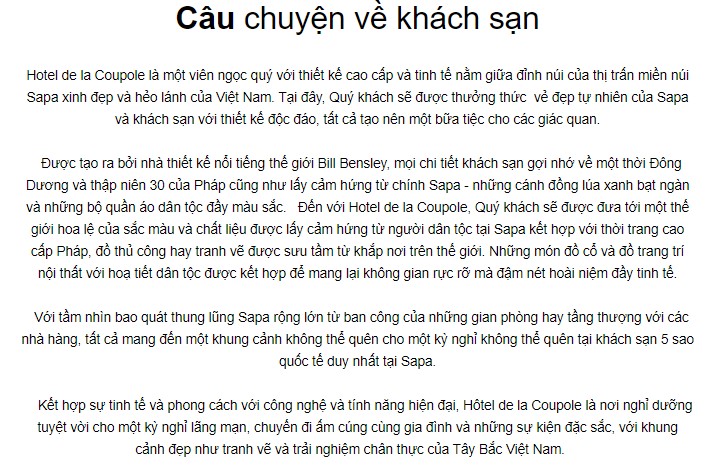 Câu chuyện về khách sạn
Hotel de la Coupole là một viên ngọc quý với thiết kế cao cấp và tinh tế nằm giữa đỉnh núi của thị trấn miền núi
Sapa xinh đẹp và hẻo lánh của Việt Nam. Tại đây, Quý khách sẽ được thưởng thức vẻ đẹp tự nhiên của Sapa
và khách sạn với thiết kế độc đáo, tất cả tạo nên một bữa tiệc cho các giác quan.
Được tạo ra bởi nhà thiết kế nổi tiếng thế giới Bill Bensley, mọi chi tiết khách sạn gợi nhớ về một thời Đông
Dương và thập niên 30 của Pháp cũng như lấy cảm hứng từ chính Sapa - những cánh đồng lúa xanh bạt ngàn
và những bộ quần áo dân tộc đầy màu sắc. Đến với Hotel de la Coupole, Quý khách sẽ được đưa tới một thế
giới hoa lệ của sắc màu và chất liệu được lấy cảm hứng từ người dân tộc tại Sapa kết hợp với thời trang cao
cấp Pháp, đồ thủ công hay tranh vẽ được sưu tầm từ khắp nơi trên thế giới. Những món đồ cổ và đồ trang trí
nội thất với hoạ tiết dân tộc được kết hợp để mang lại không gian rực rỡ mà đậm nét hoài niệm đầy tinh tế.
Với tầm nhìn bao quát thung lũng Sapa rộng lớn từ ban công của những gian phòng hay tầng thượng với các
nhà hàng, tất cả mang đến một khung cảnh không thể quên cho một kỳ nghỉ không thể quên tại khách sạn 5 sao
quốc tế duy nhất tại Sapa.
Kết hợp sự tinh tế và phong cách với công nghệ và tính năng hiện đại, Hôtel de la Coupole là nơi nghỉ dưỡng
tuyệt vời cho một kỳ nghỉ lãng mạn, chuyến đi ấm cúng cùng gia đình và những sự kiện đặc sắc, với khung
cảnh đẹp như tranh vẽ và trải nghiệm chân thực của Tây Bắc Việt Nam.